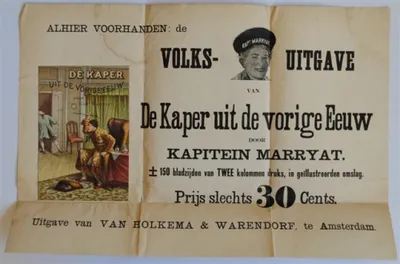 ALHIER VOORHANDEN: de
VOLKS- UITGAVE
KAPT MARRYAT.
VAN
DE KAPER
UIT DE VORIGE EEUW
De Kaper uit de vorige Eeuw
DOOR
KAPITEIN MARRYAT.
± 150 bladzijden van TWEE kolommen druks, in geïllustreerden omslag.
Prijs slechts 30 Cents.
Uitgave van VAN HOLKEMA & WARENDORF, te Amsterdam.